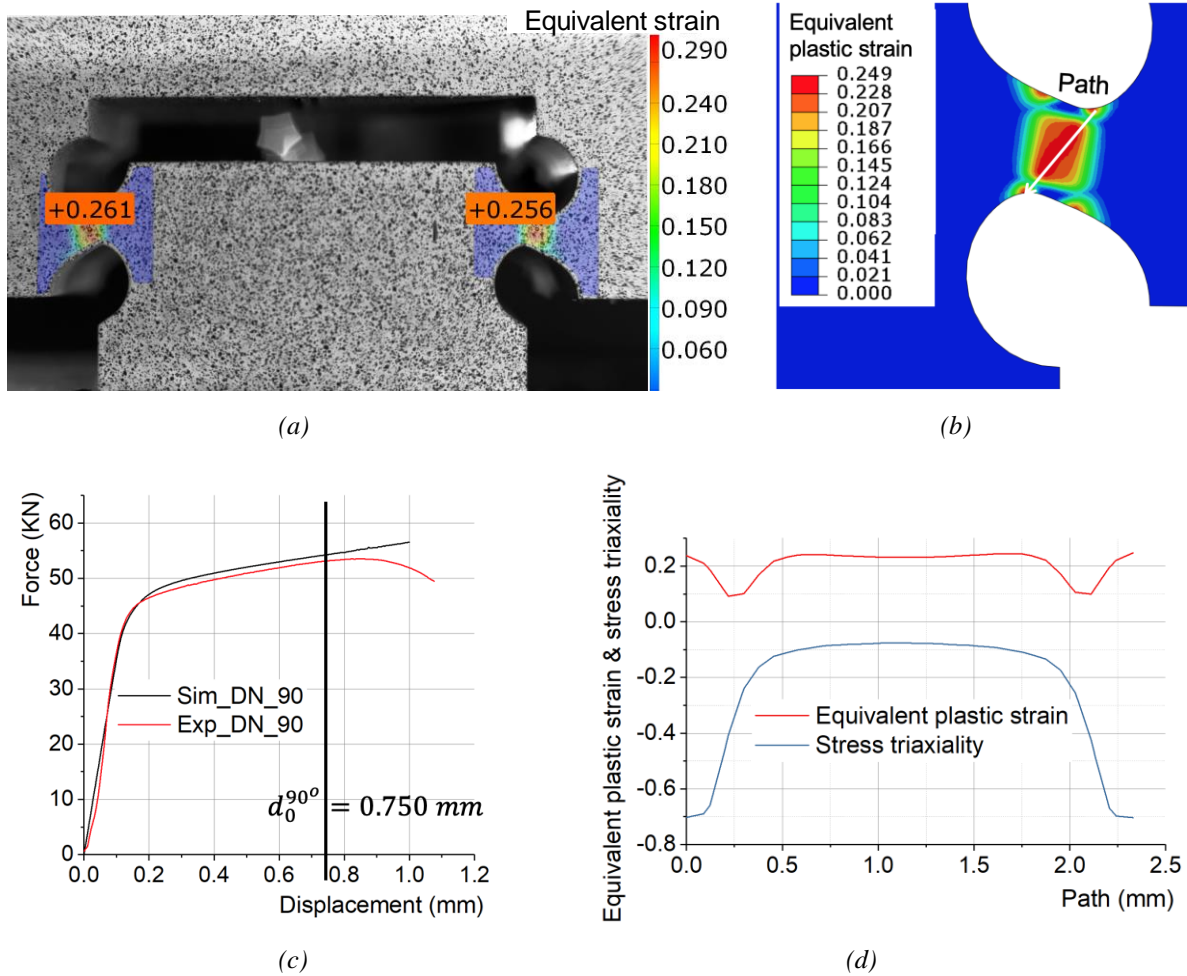 Equivalent strain
0.290
0.240
0.210
0.180
0.150
0.120
0.090
0.060
+0.261
+0.256
(a)
Equivalent
plastic strain
0.249
0.228
0.207
0.187
0.166
0.145
0.124
0.104
0.083
0.062
0.041
0.021
0.000
Path
(b)
Force (KN)
60
50
40
30
20
10
0
Sim_DN_90
Exp_DN_90
d₀^90° = 0.750 mm
0.0 0.2 0.4 0.6 0.8 1.0 1.2
Displacement (mm)
(c)
Equivalent plastic strain & stress triaxiality
0.2
0.0
-0.2
-0.4
-0.6
-0.8
Equivalent plastic strain
Stress triaxiality
0.0 0.5 1.0 1.5 2.0 2.5
Path (mm)
(d)